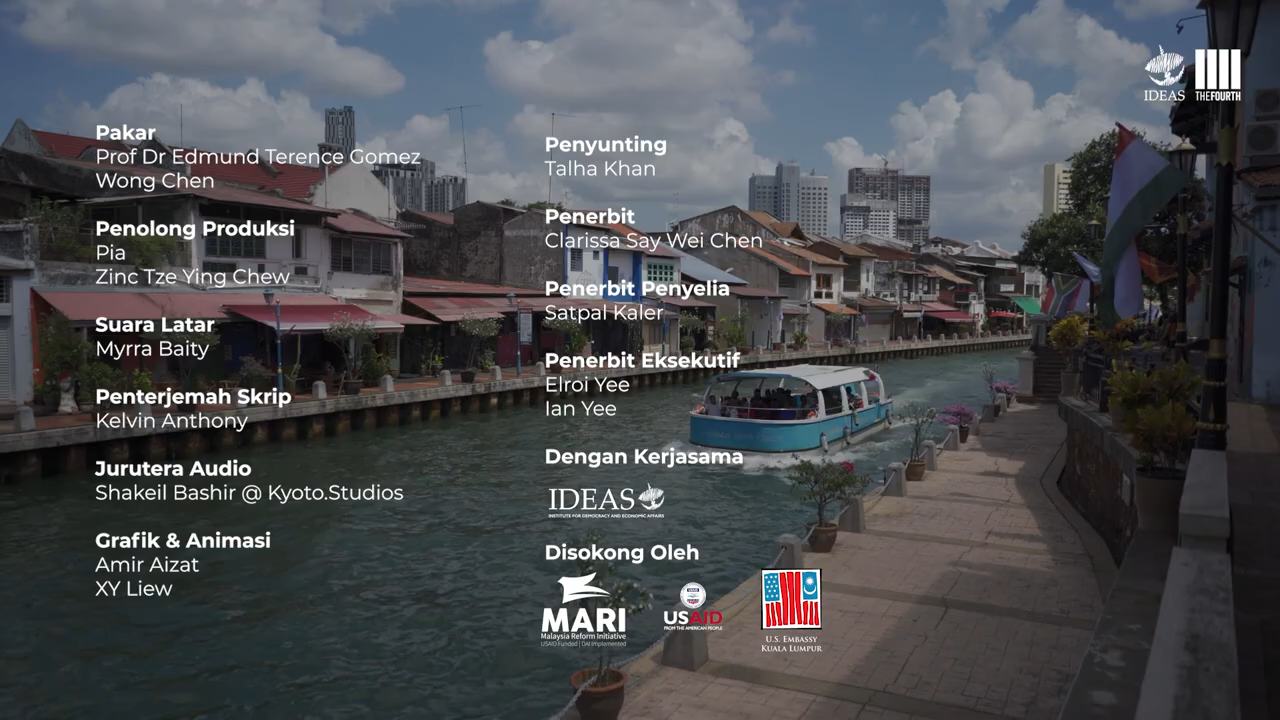 IDEAS
THEFOURTH
Pakar
Prof Dr Edmund Terence Gomez
Wong Chen
Penolong Produksi
Pia
Zinc Tze Ying Chew
Suara Latar
Myrra Baity
Penterjemah Skrip
Kelvin Anthony
Jurutera Audio
Shakeil Bashir @ Kyoto.Studios
Grafik & Animasi
Amir Aizat
XY Liew
Penyunting
Talha Khan
Penerbit
Clarissa Say Wei Chen
Penerbit Penyelia
Satpal Kaler
Penerbit Eksekutif
Elroi Yee
Ian Yee
Dengan Kerjasama
IDEAS
INSTITUTE FOR DEMOCRACY AND ECONOMIC AFFAIRS
Disokong Oleh
MARI
Malaysia Reform Initiative
USAID Funded | DAI Implemented
USAID
FROM THE AMERICAN PEOPLE
U.S. EMBASSY
KUALA LUMPUR